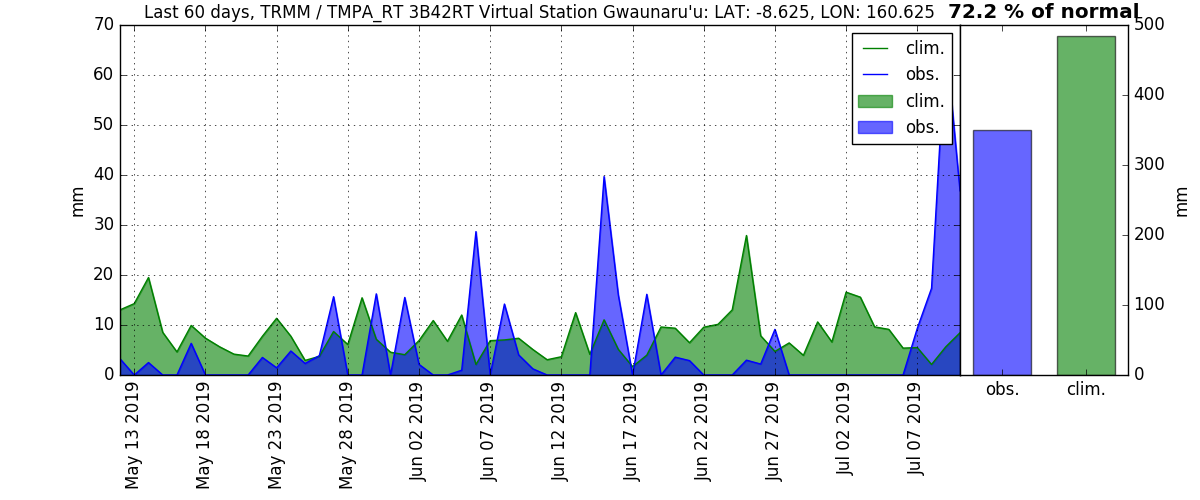 Last 60 days, TRMM / TMPA_RT 3B42RT Virtual Station Gwaunaru'u: LAT: -8.625, LON: 160.625 72.2 % of normal
70
60
50
40
30
20
10
0
mm
clim.
obs.
clim.
obs.
500
400
300
200
100
0
mm
obs.
clim.
May 13 2019
May 18 2019
May 23 2019
May 28 2019
Jun 02 2019
Jun 07 2019
Jun 12 2019
Jun 17 2019
Jun 22 2019
Jun 27 2019
Jul 02 2019
Jul 07 2019